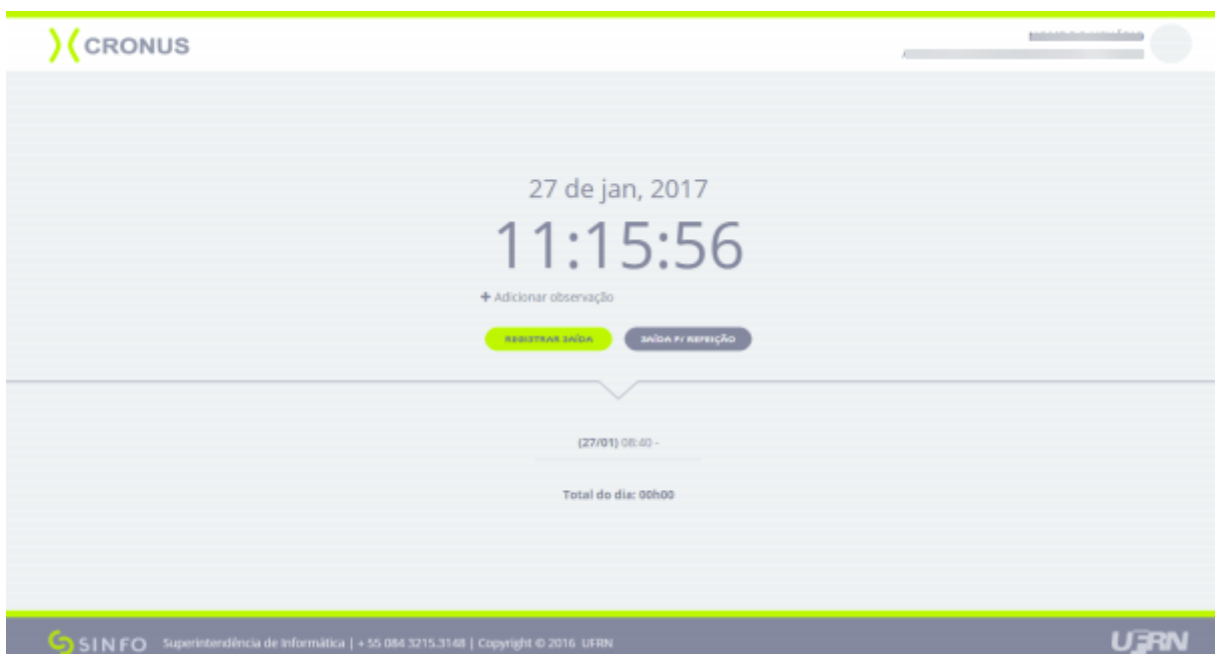 CRONUS
27 de jan, 2017
11:15:56
+ Adicionar observação
REGISTRAR SAÍDA
SAÍDA P/ REFEIÇÃO
(27/01) 08:40 -
Total do dia: 00h00
SINFO
Superintendência de Informática | + 55 084 3215.3148 | Copyright © 2016 UFRN
UFRN